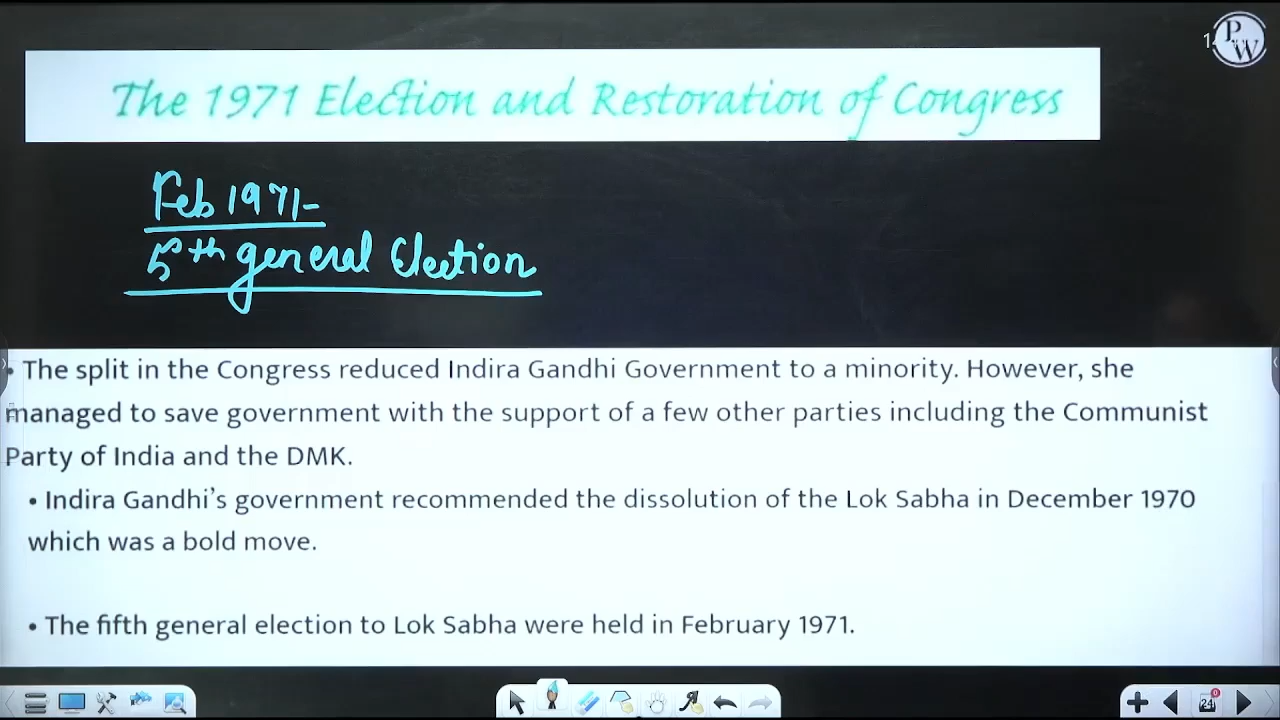 PW
The 1971 Election and Restoration of Congress
Feb 1971-
5th general Election
• The split in the Congress reduced Indira Gandhi Government to a minority. However, she
managed to save government with the support of a few other parties including the Communist
Party of India and the DMK.
• Indira Gandhi’s government recommended the dissolution of the Lok Sabha in December 1970
which was a bold move.
• The fifth general election to Lok Sabha were held in February 1971.
24
0